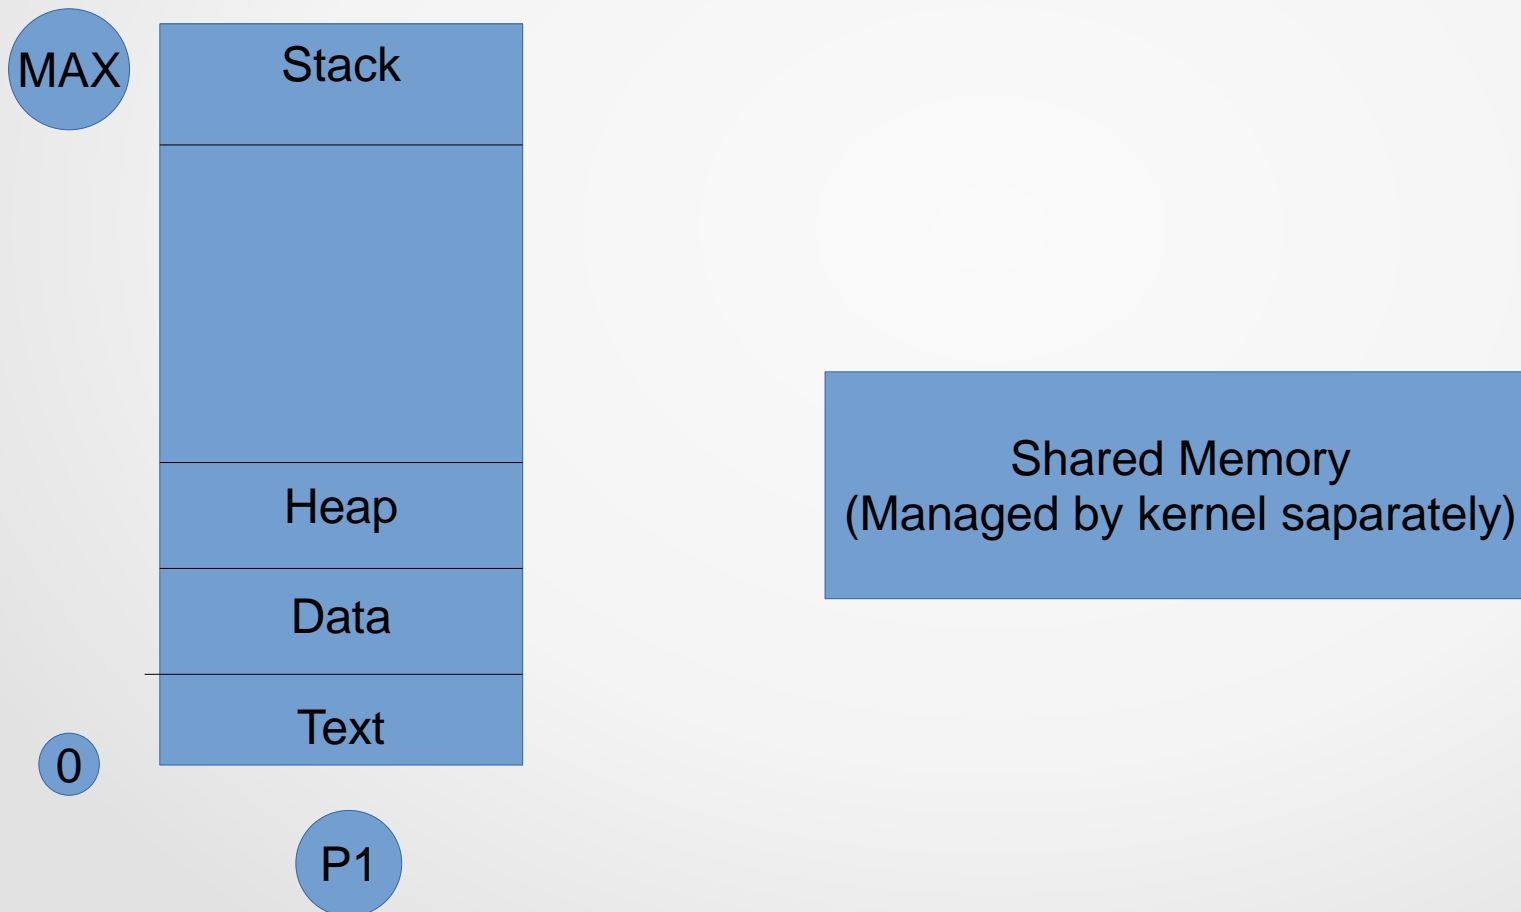 MAX
Stack
Shared Memory
(Managed by kernel saparately)
Heap
Data
Text
0
P1